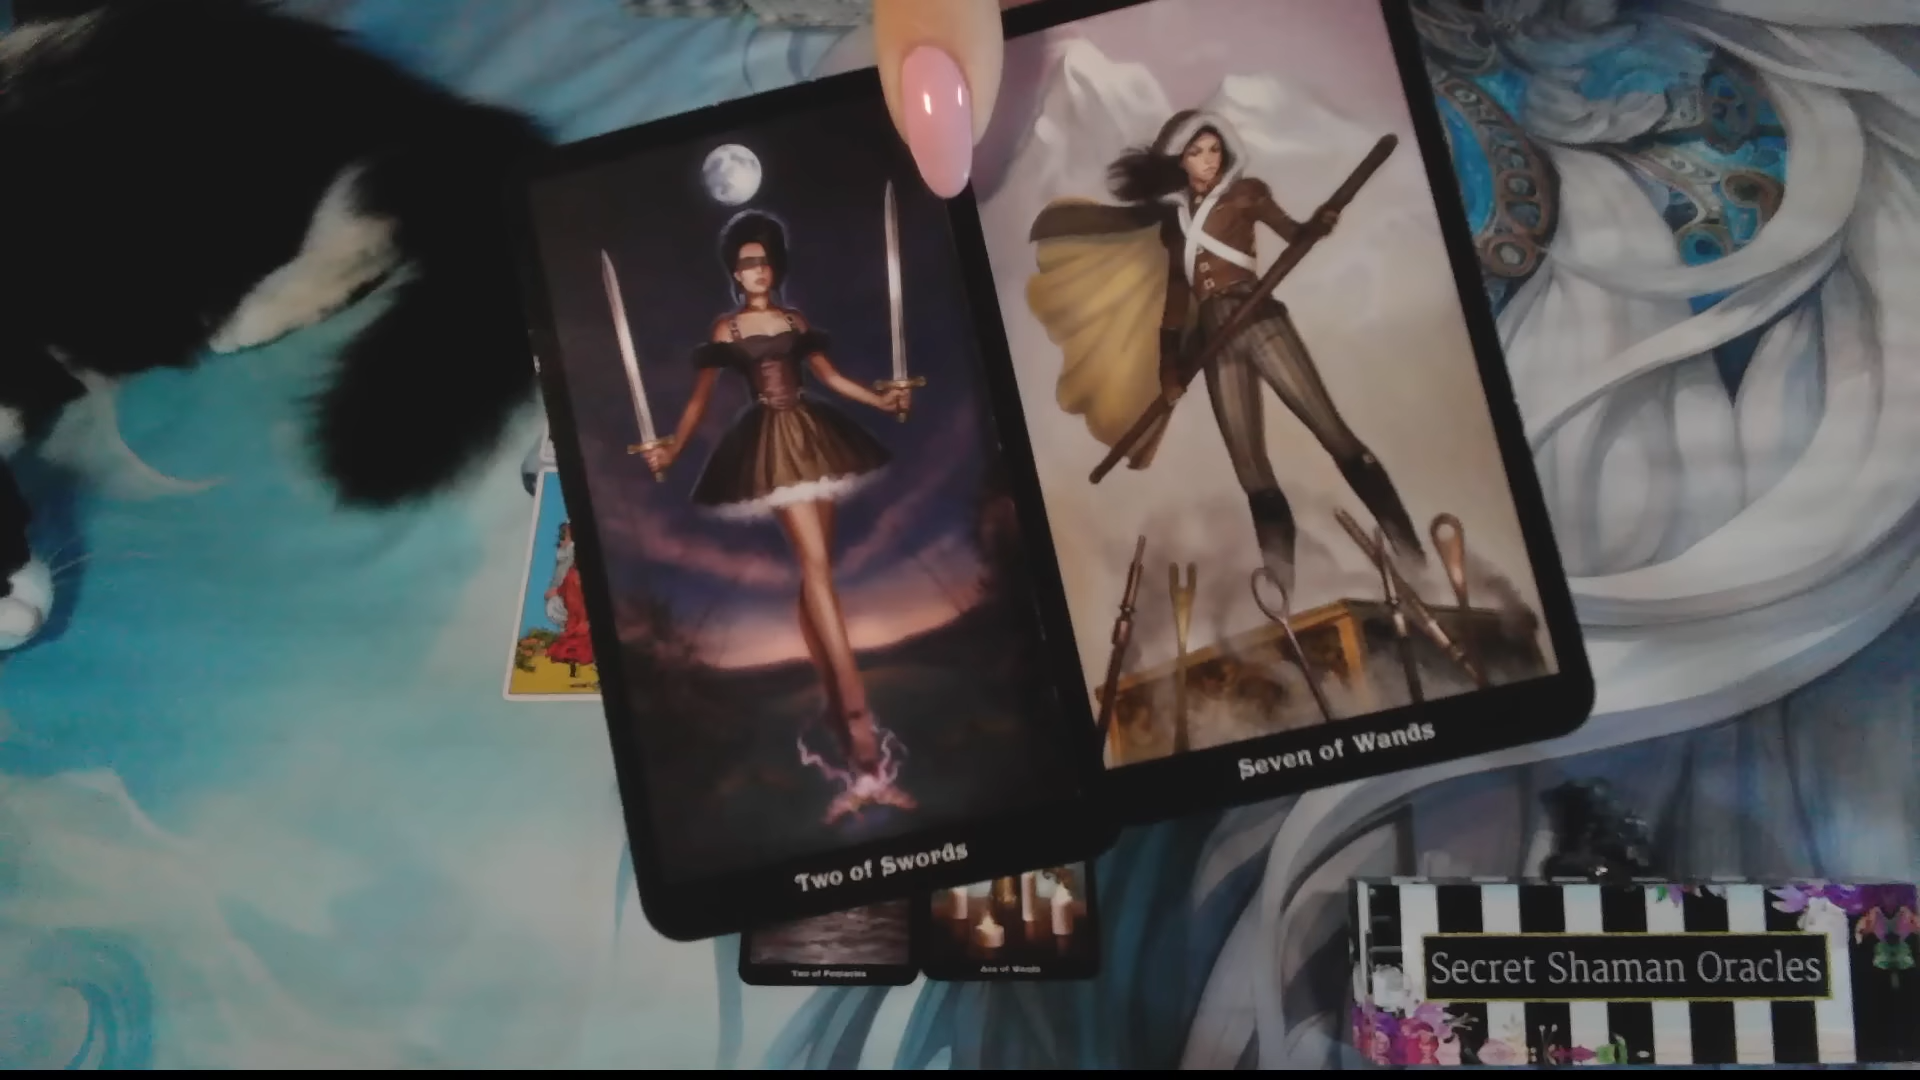 Seven of Wands
Two of Swords
Two of Pentacles
Ace of Wands
Secret Shaman Oracles